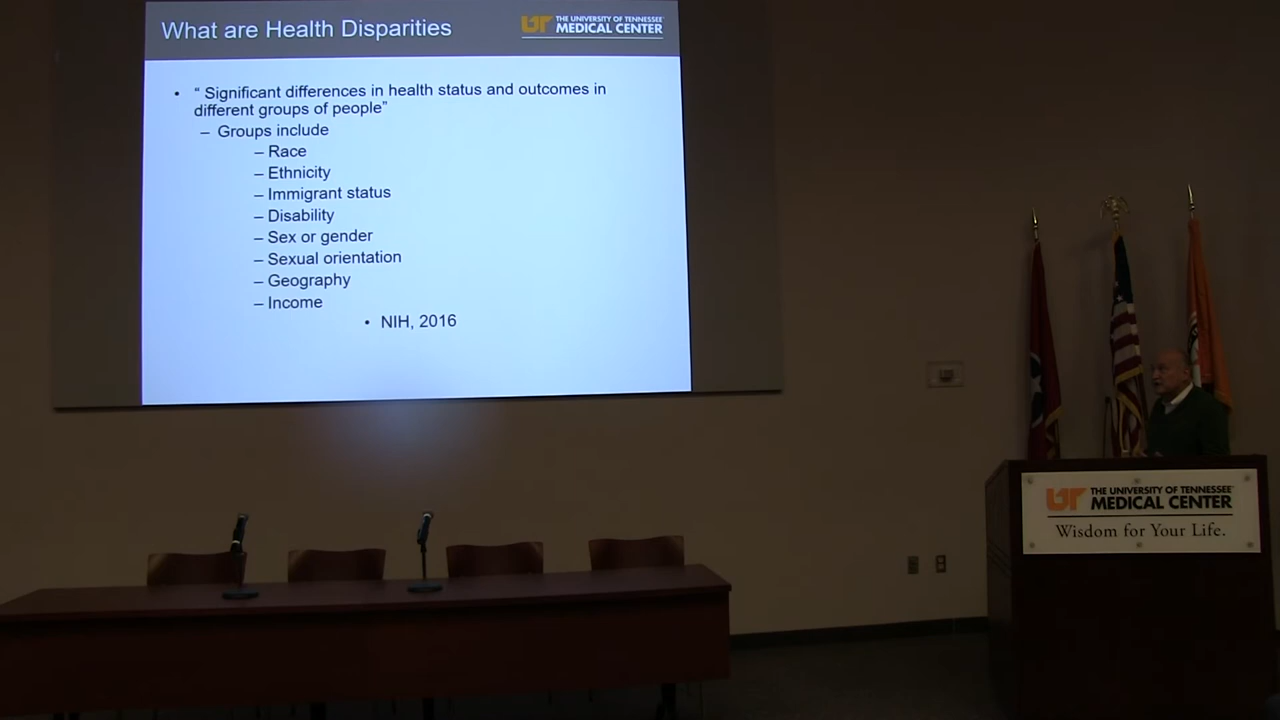 What are Health Disparities
UT THE UNIVERSITY OF TENNESSEE
MEDICAL CENTER
• “ Significant differences in health status and outcomes in
different groups of people”
– Groups include
– Race
– Ethnicity
– Immigrant status
– Disability
– Sex or gender
– Sexual orientation
– Geography
– Income
• NIH, 2016
UT THE UNIVERSITY OF TENNESSEE
MEDICAL CENTER
Wisdom for Your Life.